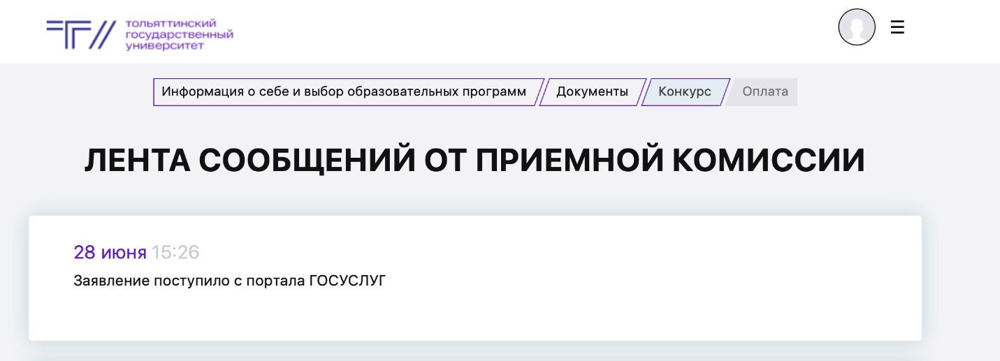 тольяттинский
государственный
университет
Информация о себе и выбор образовательных программ
Документы
Конкурс
Оплата
ЛЕНТА СООБЩЕНИЙ ОТ ПРИЕМНОЙ КОМИССИИ
28 июня 15:26
Заявление поступило с портала ГОСУСЛУГ